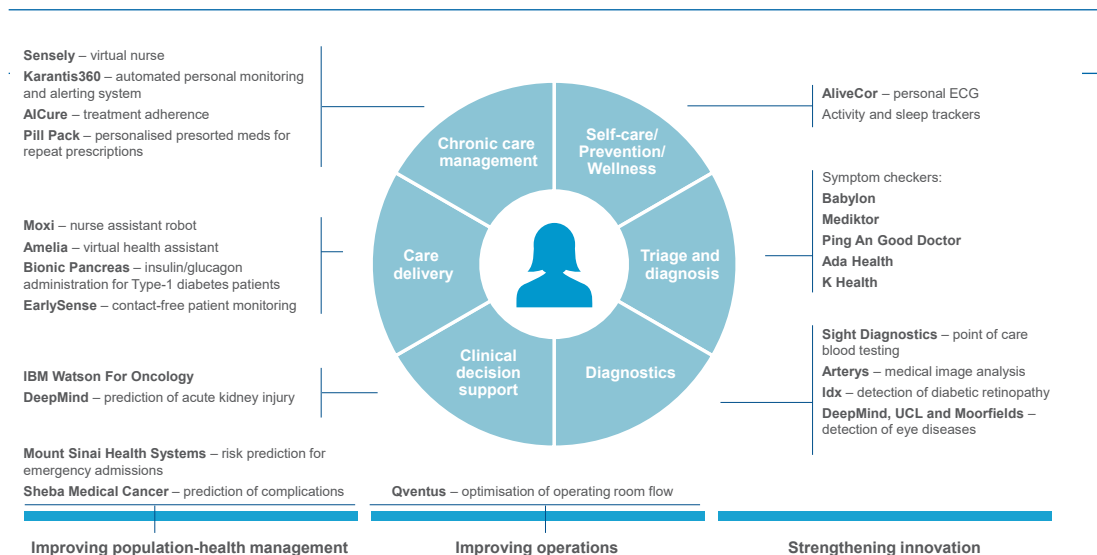 Sensely – virtual nurse
Karantis360 – automated personal monitoring
and alerting system
AICure – treatment adherence
Pill Pack – personalised presorted meds for
repeat prescriptions
Moxi – nurse assistant robot
Amelia – virtual health assistant
Bionic Pancreas – insulin/glucagon
administration for Type-1 diabetes patients
EarlySense – contact-free patient monitoring
IBM Watson For Oncology
DeepMind – prediction of acute kidney injury
Chronic care
management
Self-care/
Prevention/
Wellness
Care
delivery
Triage and
diagnosis
Clinical
decision
support
Diagnostics
AliveCor – personal ECG
Activity and sleep trackers
Symptom checkers:
Babylon
Mediktor
Ping An Good Doctor
Ada Health
K Health
Sight Diagnostics – point of care
blood testing
Arterys – medical image analysis
Idx – detection of diabetic retinopathy
DeepMind, UCL and Moorfields –
detection of eye diseases
Mount Sinai Health Systems – risk prediction for
emergency admissions
Sheba Medical Cancer – prediction of complications
Qventus – optimisation of operating room flow
Improving population-health management
Improving operations
Strengthening innovation